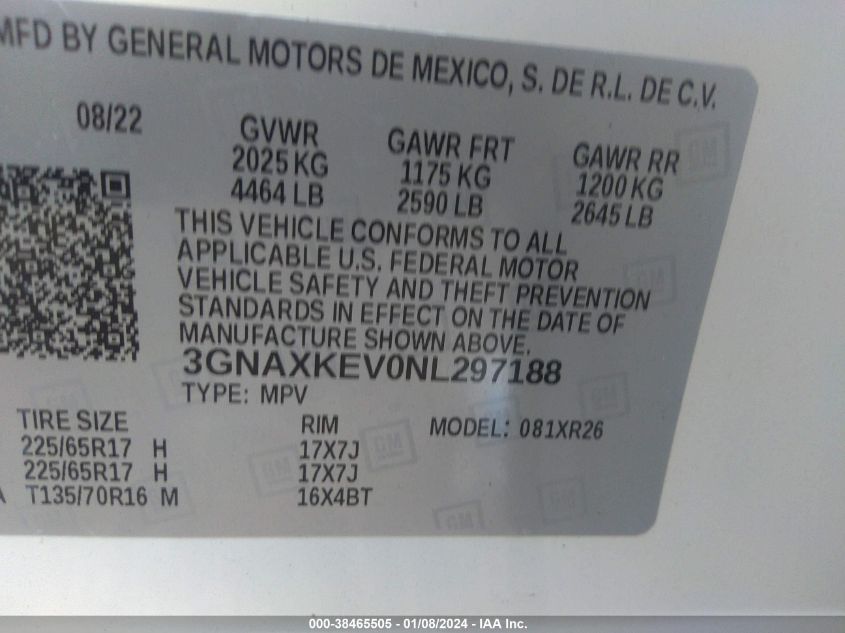 MFD BY GENERAL MOTORS DE MEXICO, S. DE R.L. DE C.V.
08/22
GVWR GAWR FRT GAWR RR
2025 KG 1175 KG 1200 KG
4464 LB 2590 LB 2645 LB
THIS VEHICLE CONFORMS TO ALL
APPLICABLE U.S. FEDERAL MOTOR
VEHICLE SAFETY AND THEFT PREVENTION
STANDARDS IN EFFECT ON THE DATE OF
MANUFACTURE SHOWN ABOVE.
3GNAXKEV0NL297188
TYPE: MPV
TIRE SIZE RIM MODEL: 081XR26
225/65R17 H 17X7J
225/65R17 H 17X7J
T135/70R16 M 16X4BT
000-38465505 - 01/08/2024 - IAA Inc.